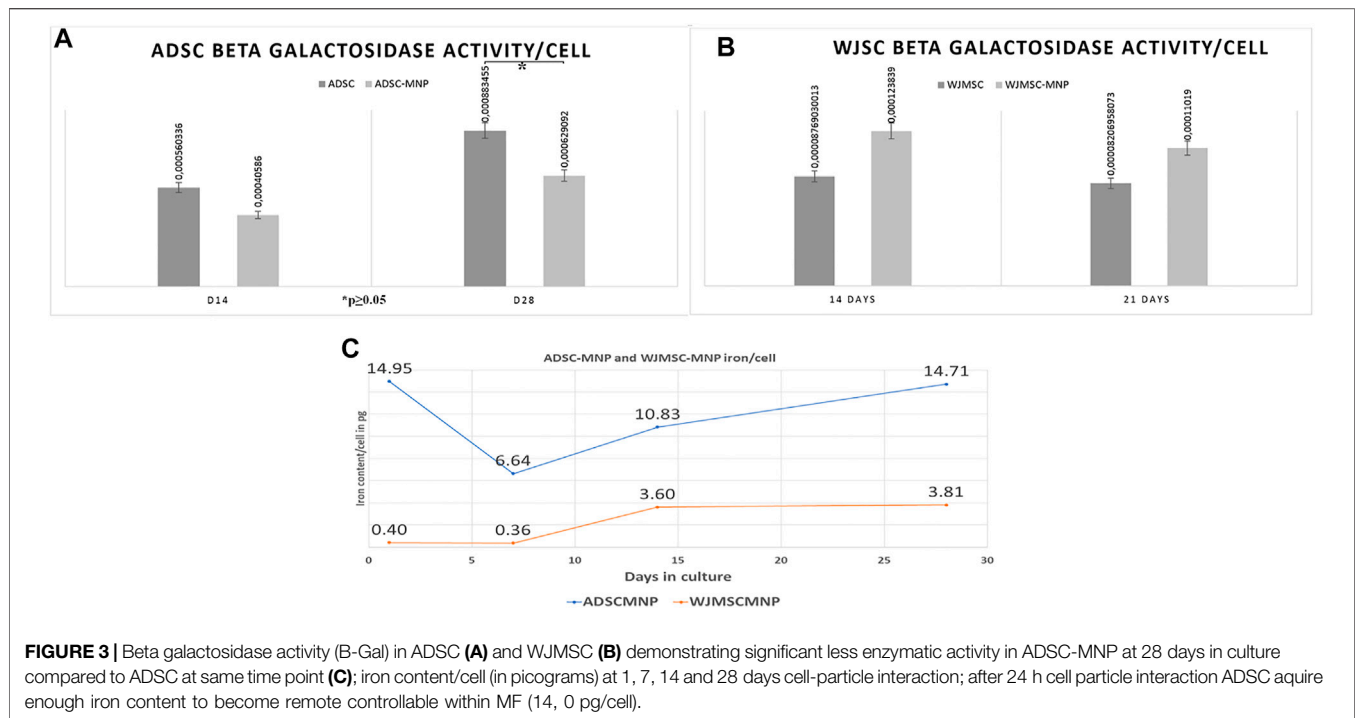 A
ADSC BETA GALACTOSIDASE ACTIVITY/CELL
ADSC ADSC-MNP
0,000560336
0,00040586
0,000883455
*
0,000629092
D14
*p≥0.05
D28
B
WJSC BETA GALACTOSIDASE ACTIVITY/CELL
WJMSC WJMSC-MNP
0,00008769030013
0,000123839
0,00008206958073
0,00011019
14 DAYS
21 DAYS
C
ADSC-MNP and WJMSC-MNP iron/cell
Iron content/cell in pg
14.95
6.64
10.83
14.71
0.40
0.36
3.60
3.81
0 5 10 15 20 25 30
Days in culture
ADSCMNP WJMSCMNP
FIGURE 3 | Beta galactosidase activity (B-Gal) in ADSC (A) and WJMSC (B) demonstrating significant less enzymatic activity in ADSC-MNP at 28 days in culture
compared to ADSC at same time point (C); iron content/cell (in picograms) at 1, 7, 14 and 28 days cell-particle interaction; after 24 h cell particle interaction ADSC aquire
enough iron content to become remote controllable within MF (14, 0 pg/cell).